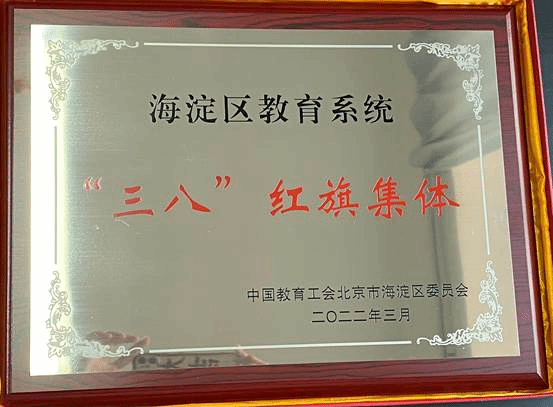 海淀区教育系统
“三八”红旗集体
中国教育工会北京市海淀区委员会
二〇二二年三月